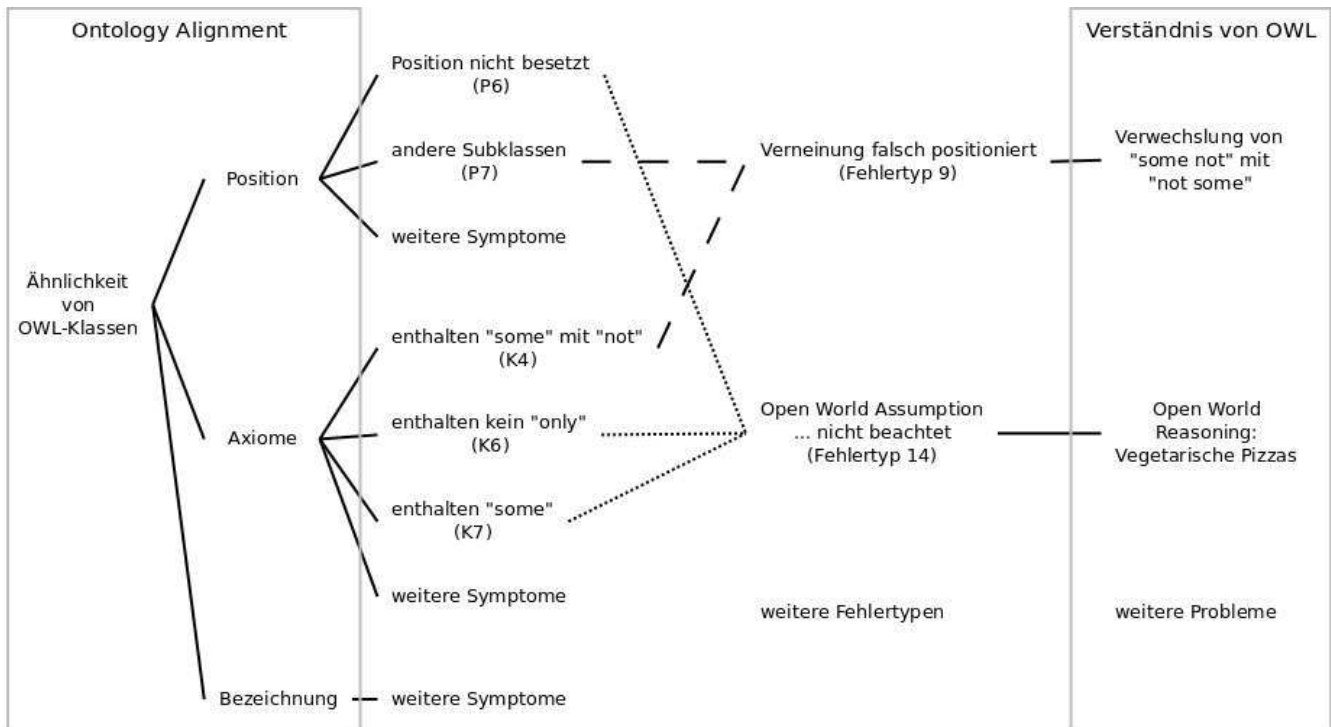 Ontology Alignment
Verständnis von OWL
Position nicht besetzt
(P6)
andere Subklassen
(P7)
Verneinung falsch positioniert
(Fehlertyp 9)
Verwechslung von
"some not" mit
"not some"
Position
weitere Symptome
Ähnlichkeit
von
OWL-Klassen
enthalten "some" mit "not"
(K4)
Axiome
enthalten kein "only"
(K6)
Open World Assumption
... nicht beachtet
(Fehlertyp 14)
Open World
Reasoning:
Vegetarische Pizzas
enthalten "some"
(K7)
weitere Symptome
weitere Fehlertypen
weitere Probleme
Bezeichnung
weitere Symptome